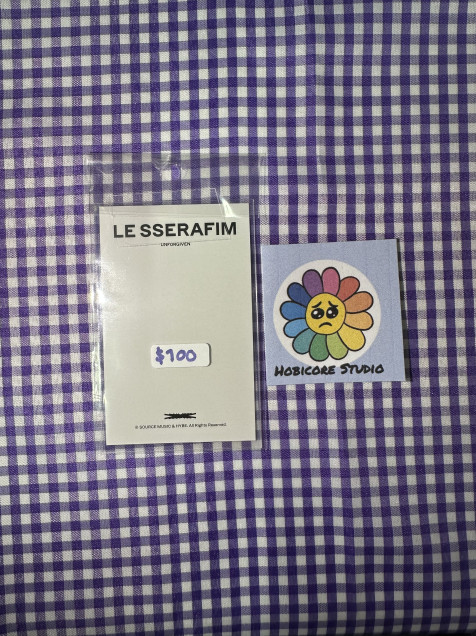 LE SSERAFIM
UNFORGIVEN
$100
© SOURCE MUSIC & HYBE. All Rights Reserved.
HOBICORE STUDIO